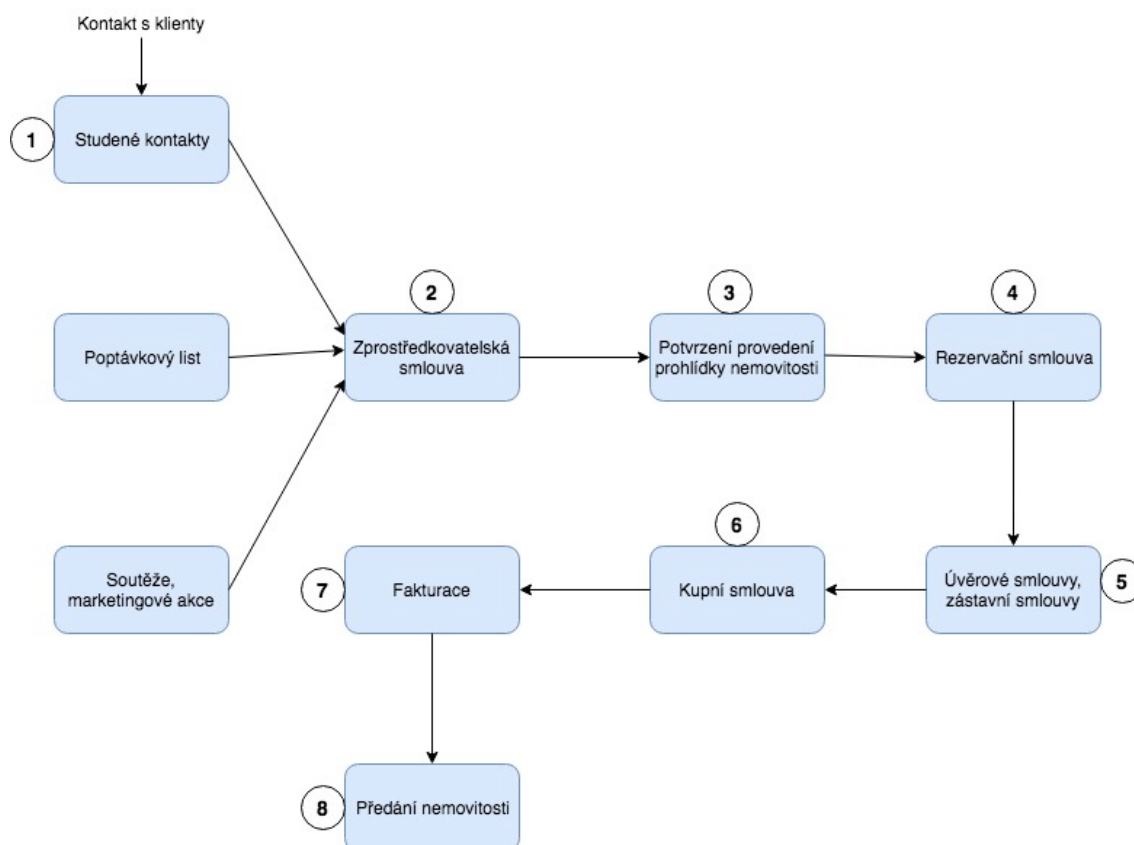 Kontakt s klienty
1
Studené kontakty
2
3
4
Poptávkový list
Zprostředkovatelská
smlouva
Potvrzení provedení
prohlídky nemovitosti
Rezervační smlouva
6
Soutěže,
marketingové akce
7
Fakturace
Kupní smlouva
Úvěrové smlouvy,
zástavní smlouvy
5
8
Předání nemovitosti